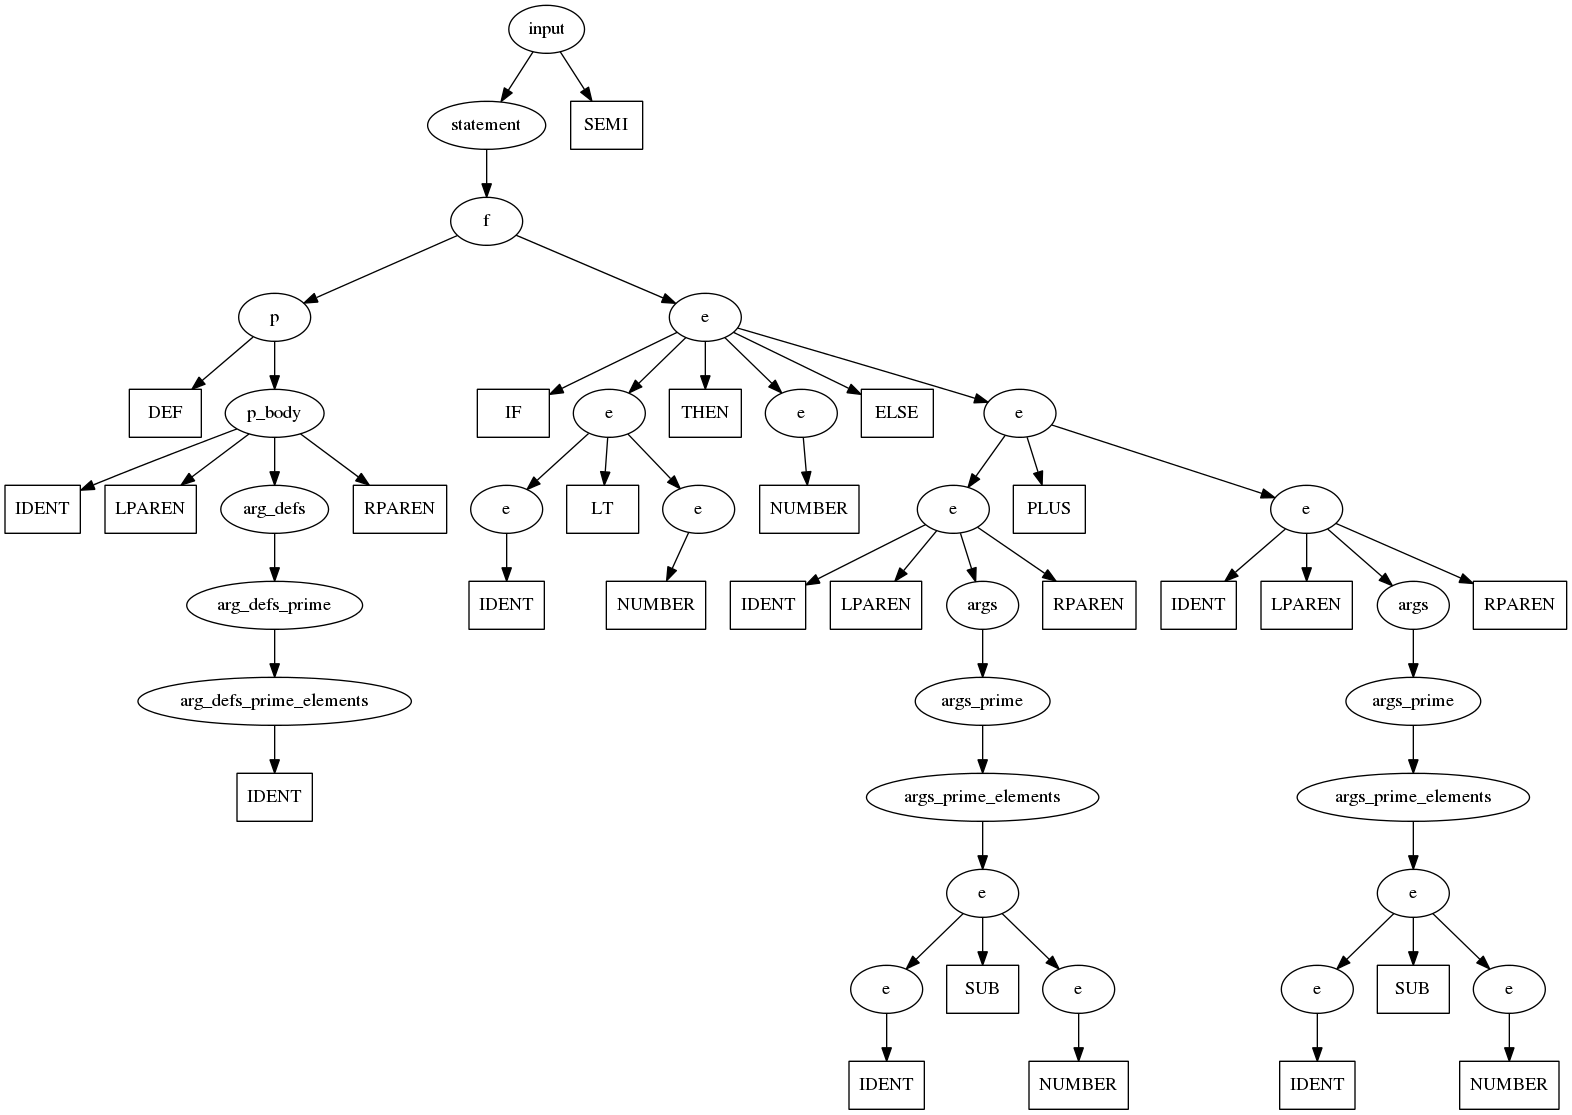 input
statement SEMI
f
p e
DEF p_body IF e THEN e ELSE e
IDENT LPAREN arg_defs RPAREN e LT e NUMBER e PLUS e
arg_defs_prime IDENT NUMBER IDENT LPAREN args RPAREN IDENT LPAREN args RPAREN
arg_defs_prime_elements args_prime args_prime
IDENT args_prime_elements args_prime_elements
e e
e SUB e e SUB e
IDENT NUMBER IDENT NUMBER